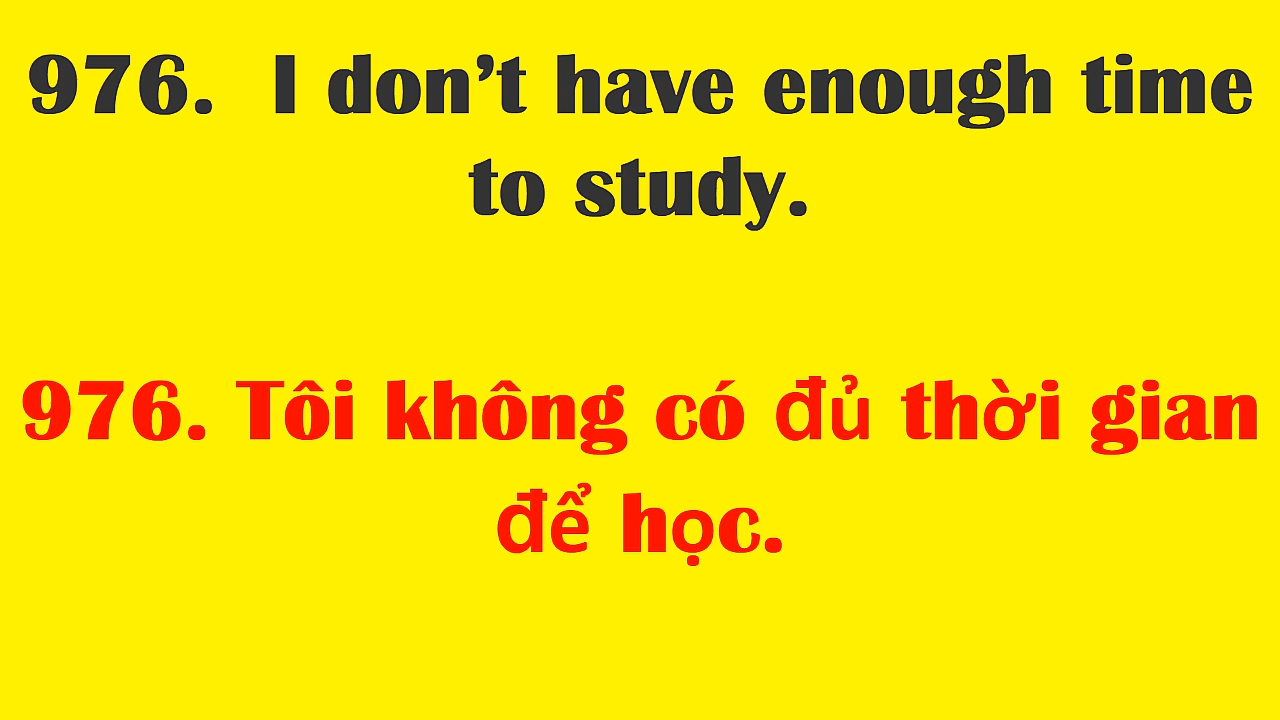 976.  I don’t have enough time
to study.
976. Tôi không có đủ thời gian
để học.